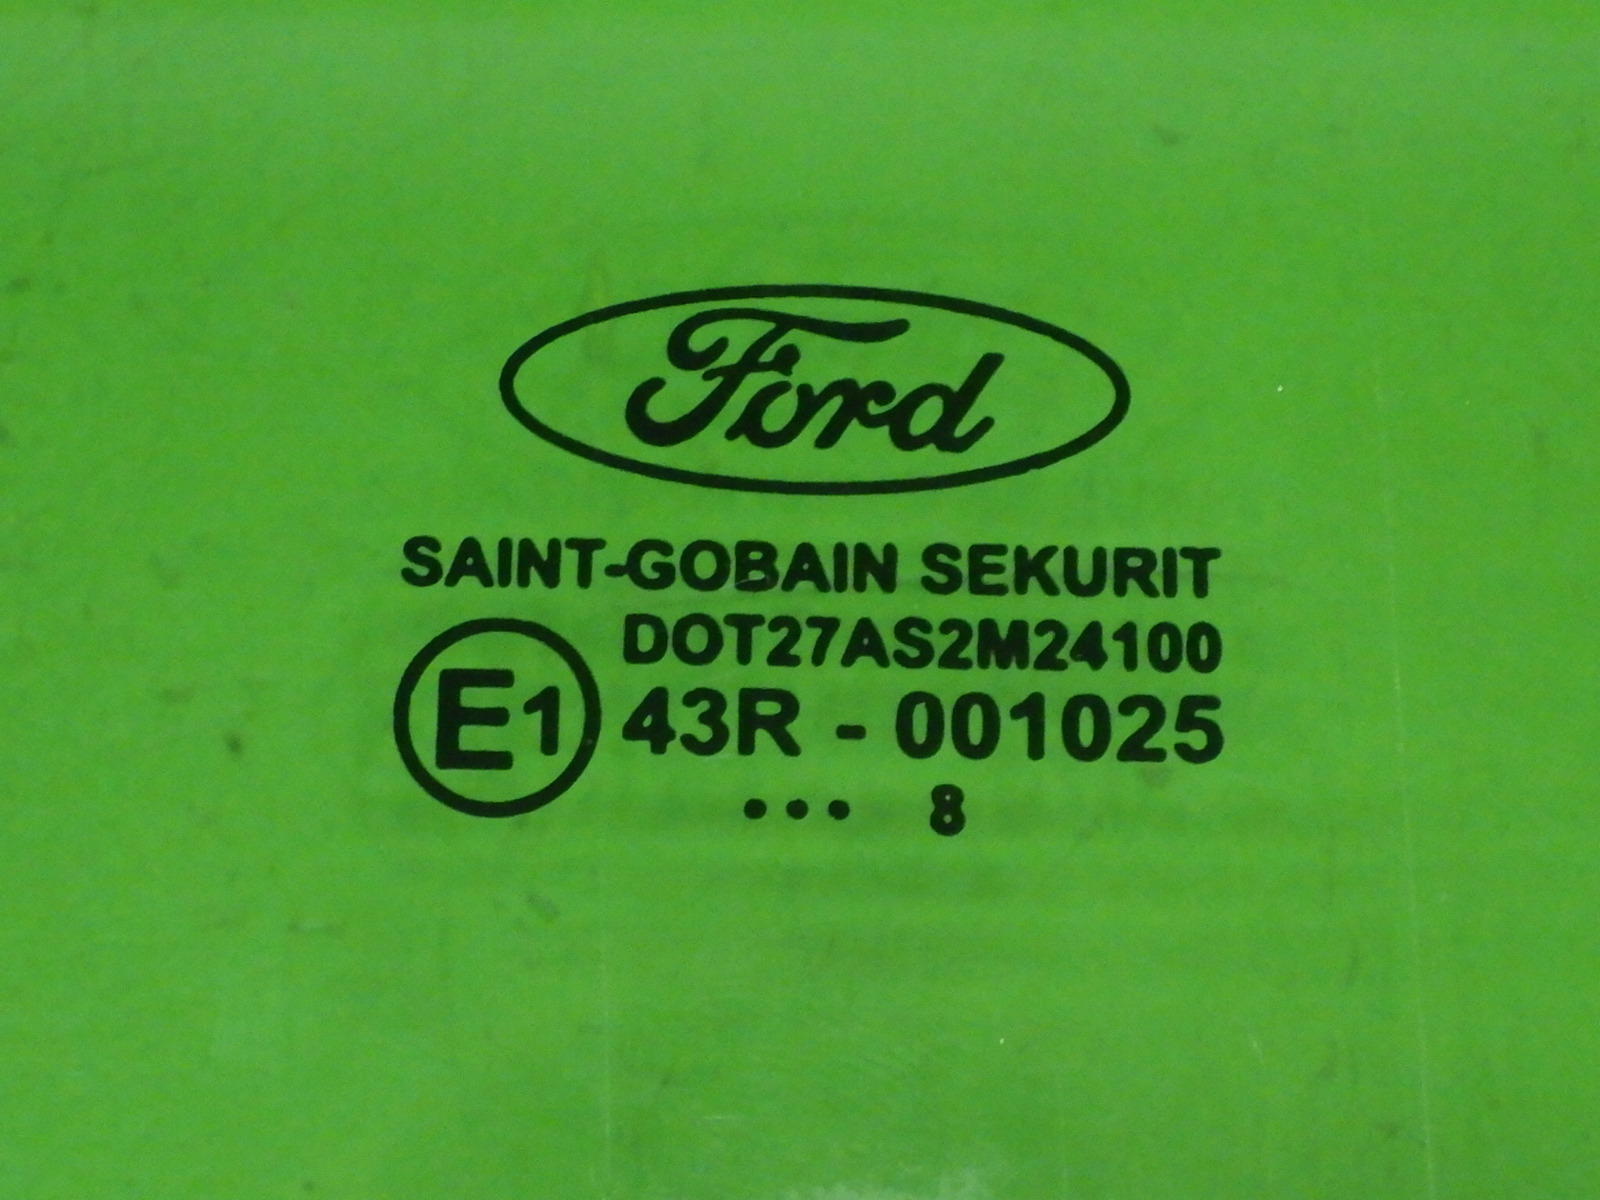 Ford
SAINT-GOBAIN SEKURIT
DOT27AS2M24100
E1 43R - 001025
... 8